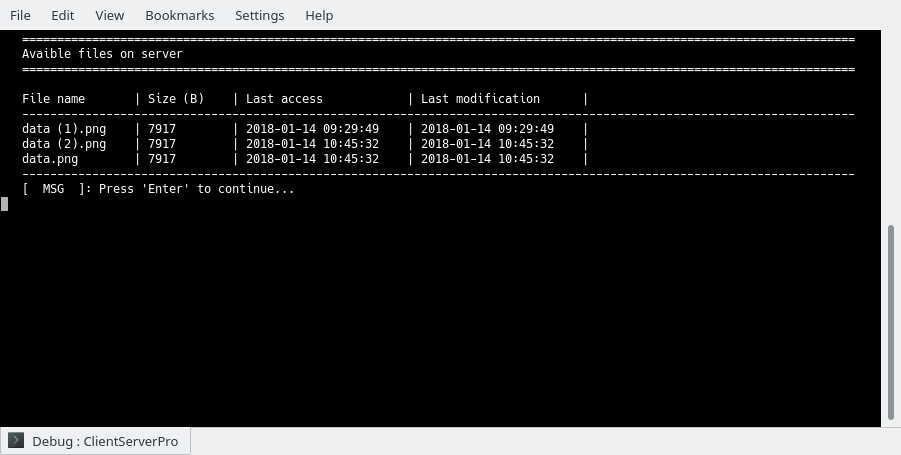 File Edit View Bookmarks Settings Help
=======================================================================================================================
Avaible files on server
=======================================================================================================================
File name | Size (B) | Last access | Last modification |
-----------------------------------------------------------------------------------------------------------------------
data (1).png | 7917 | 2018-01-14 09:29:49 | 2018-01-14 09:29:49 |
data (2).png | 7917 | 2018-01-14 10:45:32 | 2018-01-14 10:45:32 |
data.png | 7917 | 2018-01-14 10:45:32 | 2018-01-14 10:45:32 |
-----------------------------------------------------------------------------------------------------------------------
[ MSG ]: Press 'Enter' to continue...
Debug : ClientServerPro